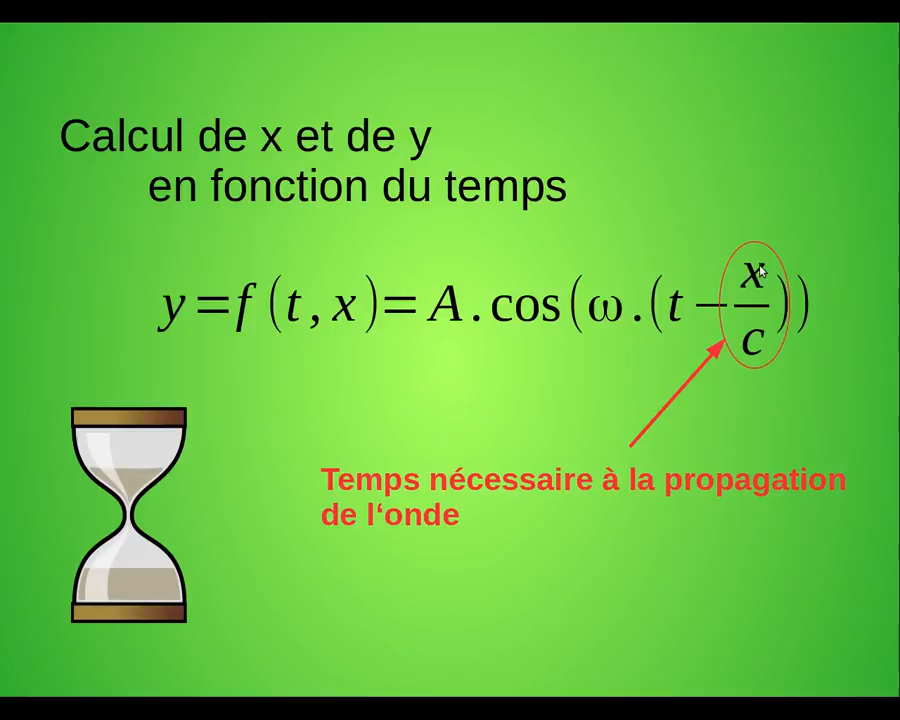 Calcul de x et de y
en fonction du temps
y=f(t,x)=A.cos(ω.(t−x/c))
Temps nécessaire à la propagation
de l‘onde